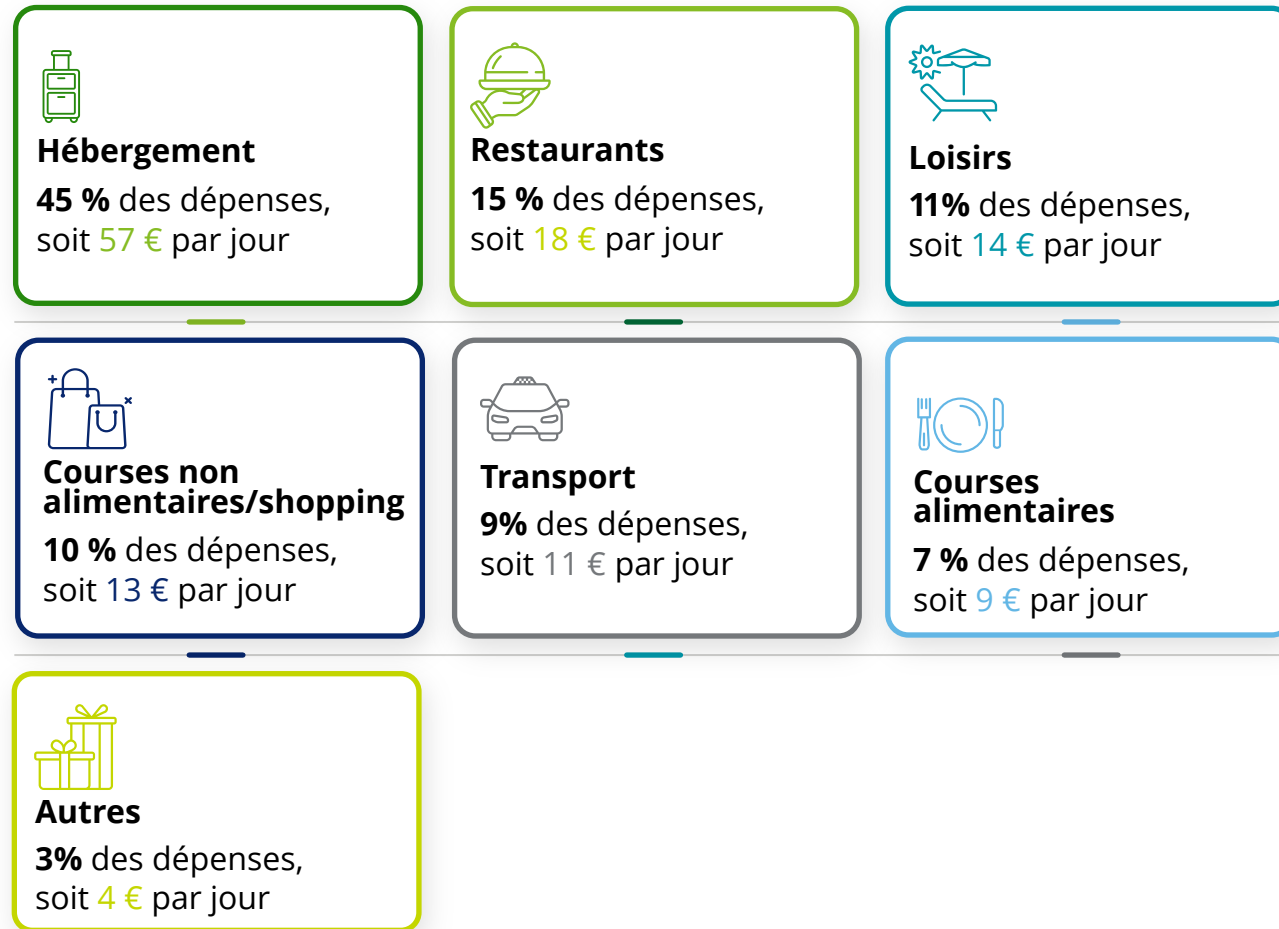 Hébergement
45 % des dépenses,
soit 57 € par jour
Restaurants
15 % des dépenses,
soit 18 € par jour
Loisirs
11% des dépenses,
soit 14 € par jour
Courses non
alimentaires/shopping
10 % des dépenses,
soit 13 € par jour
Transport
9% des dépenses,
soit 11 € par jour
Courses
alimentaires
7 % des dépenses,
soit 9 € par jour
Autres
3% des dépenses,
soit 4 € par jour